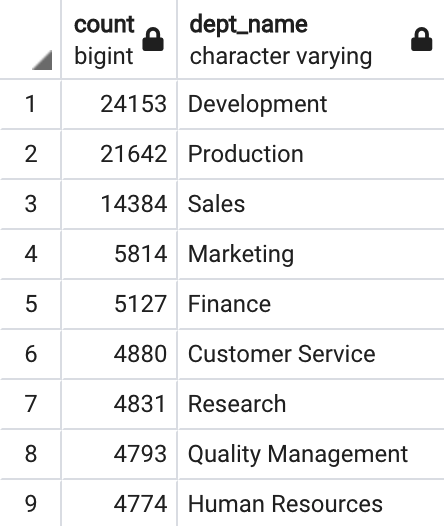 count dept_name
bigint character varying
1 24153 Development
2 21642 Production
3 14384 Sales
4 5814 Marketing
5 5127 Finance
6 4880 Customer Service
7 4831 Research
8 4793 Quality Management
9 4774 Human Resources